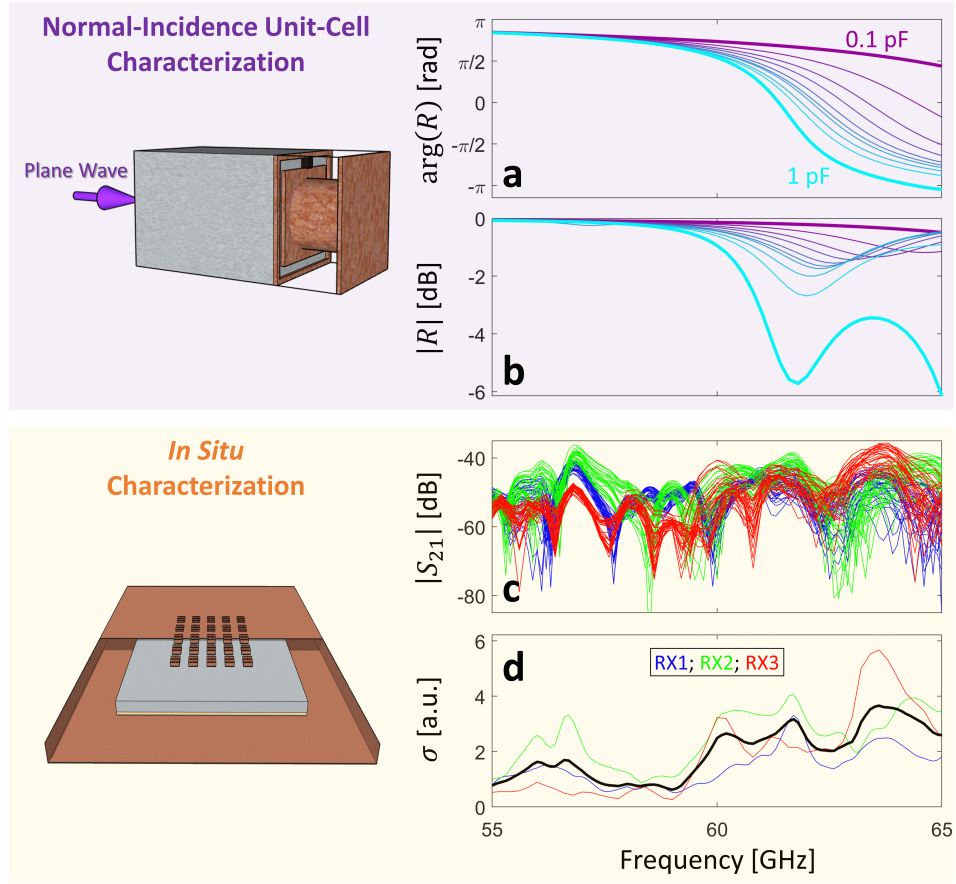 Normal-Incidence Unit-Cell
Characterization
Plane Wave
arg(R) [rad]
π
π/2
0
-π/2
-π
0.1 pF
1 pF
a
|R| [dB]
0
-2
-4
-6
b
In Situ
Characterization
|S21| [dB]
-40
-60
-80
c
σ [a.u.]
6
4
2
0
d
RX1; RX2; RX3
55
60
65
Frequency [GHz]